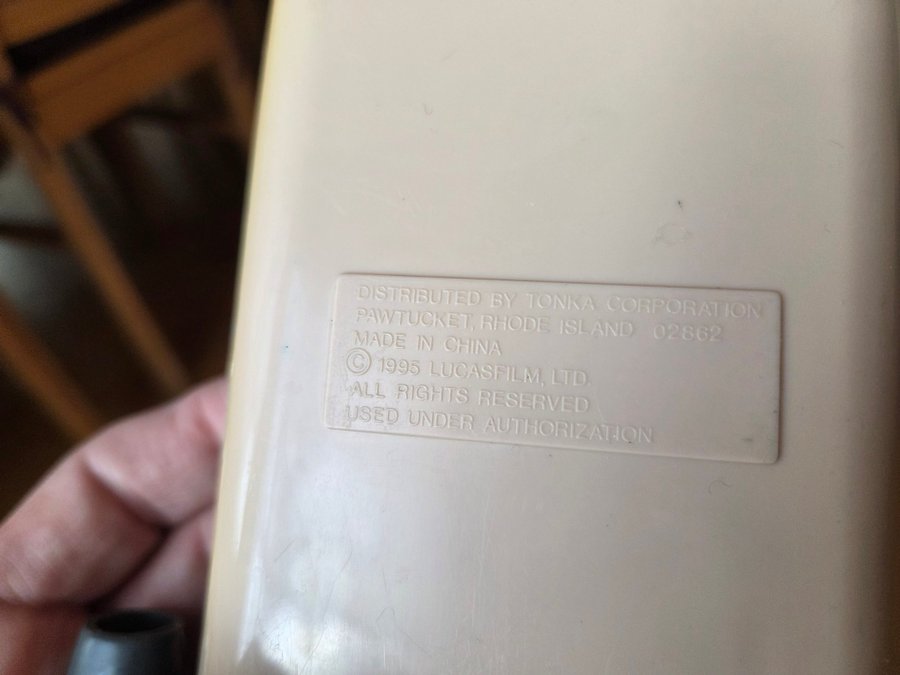 DISTRIBUTED BY TONKA CORPORATION
PAWTUCKET, RHODE ISLAND 02862
MADE IN CHINA
© 1995 LUCASFILM, LTD.
ALL RIGHTS RESERVED
USED UNDER AUTHORIZATION